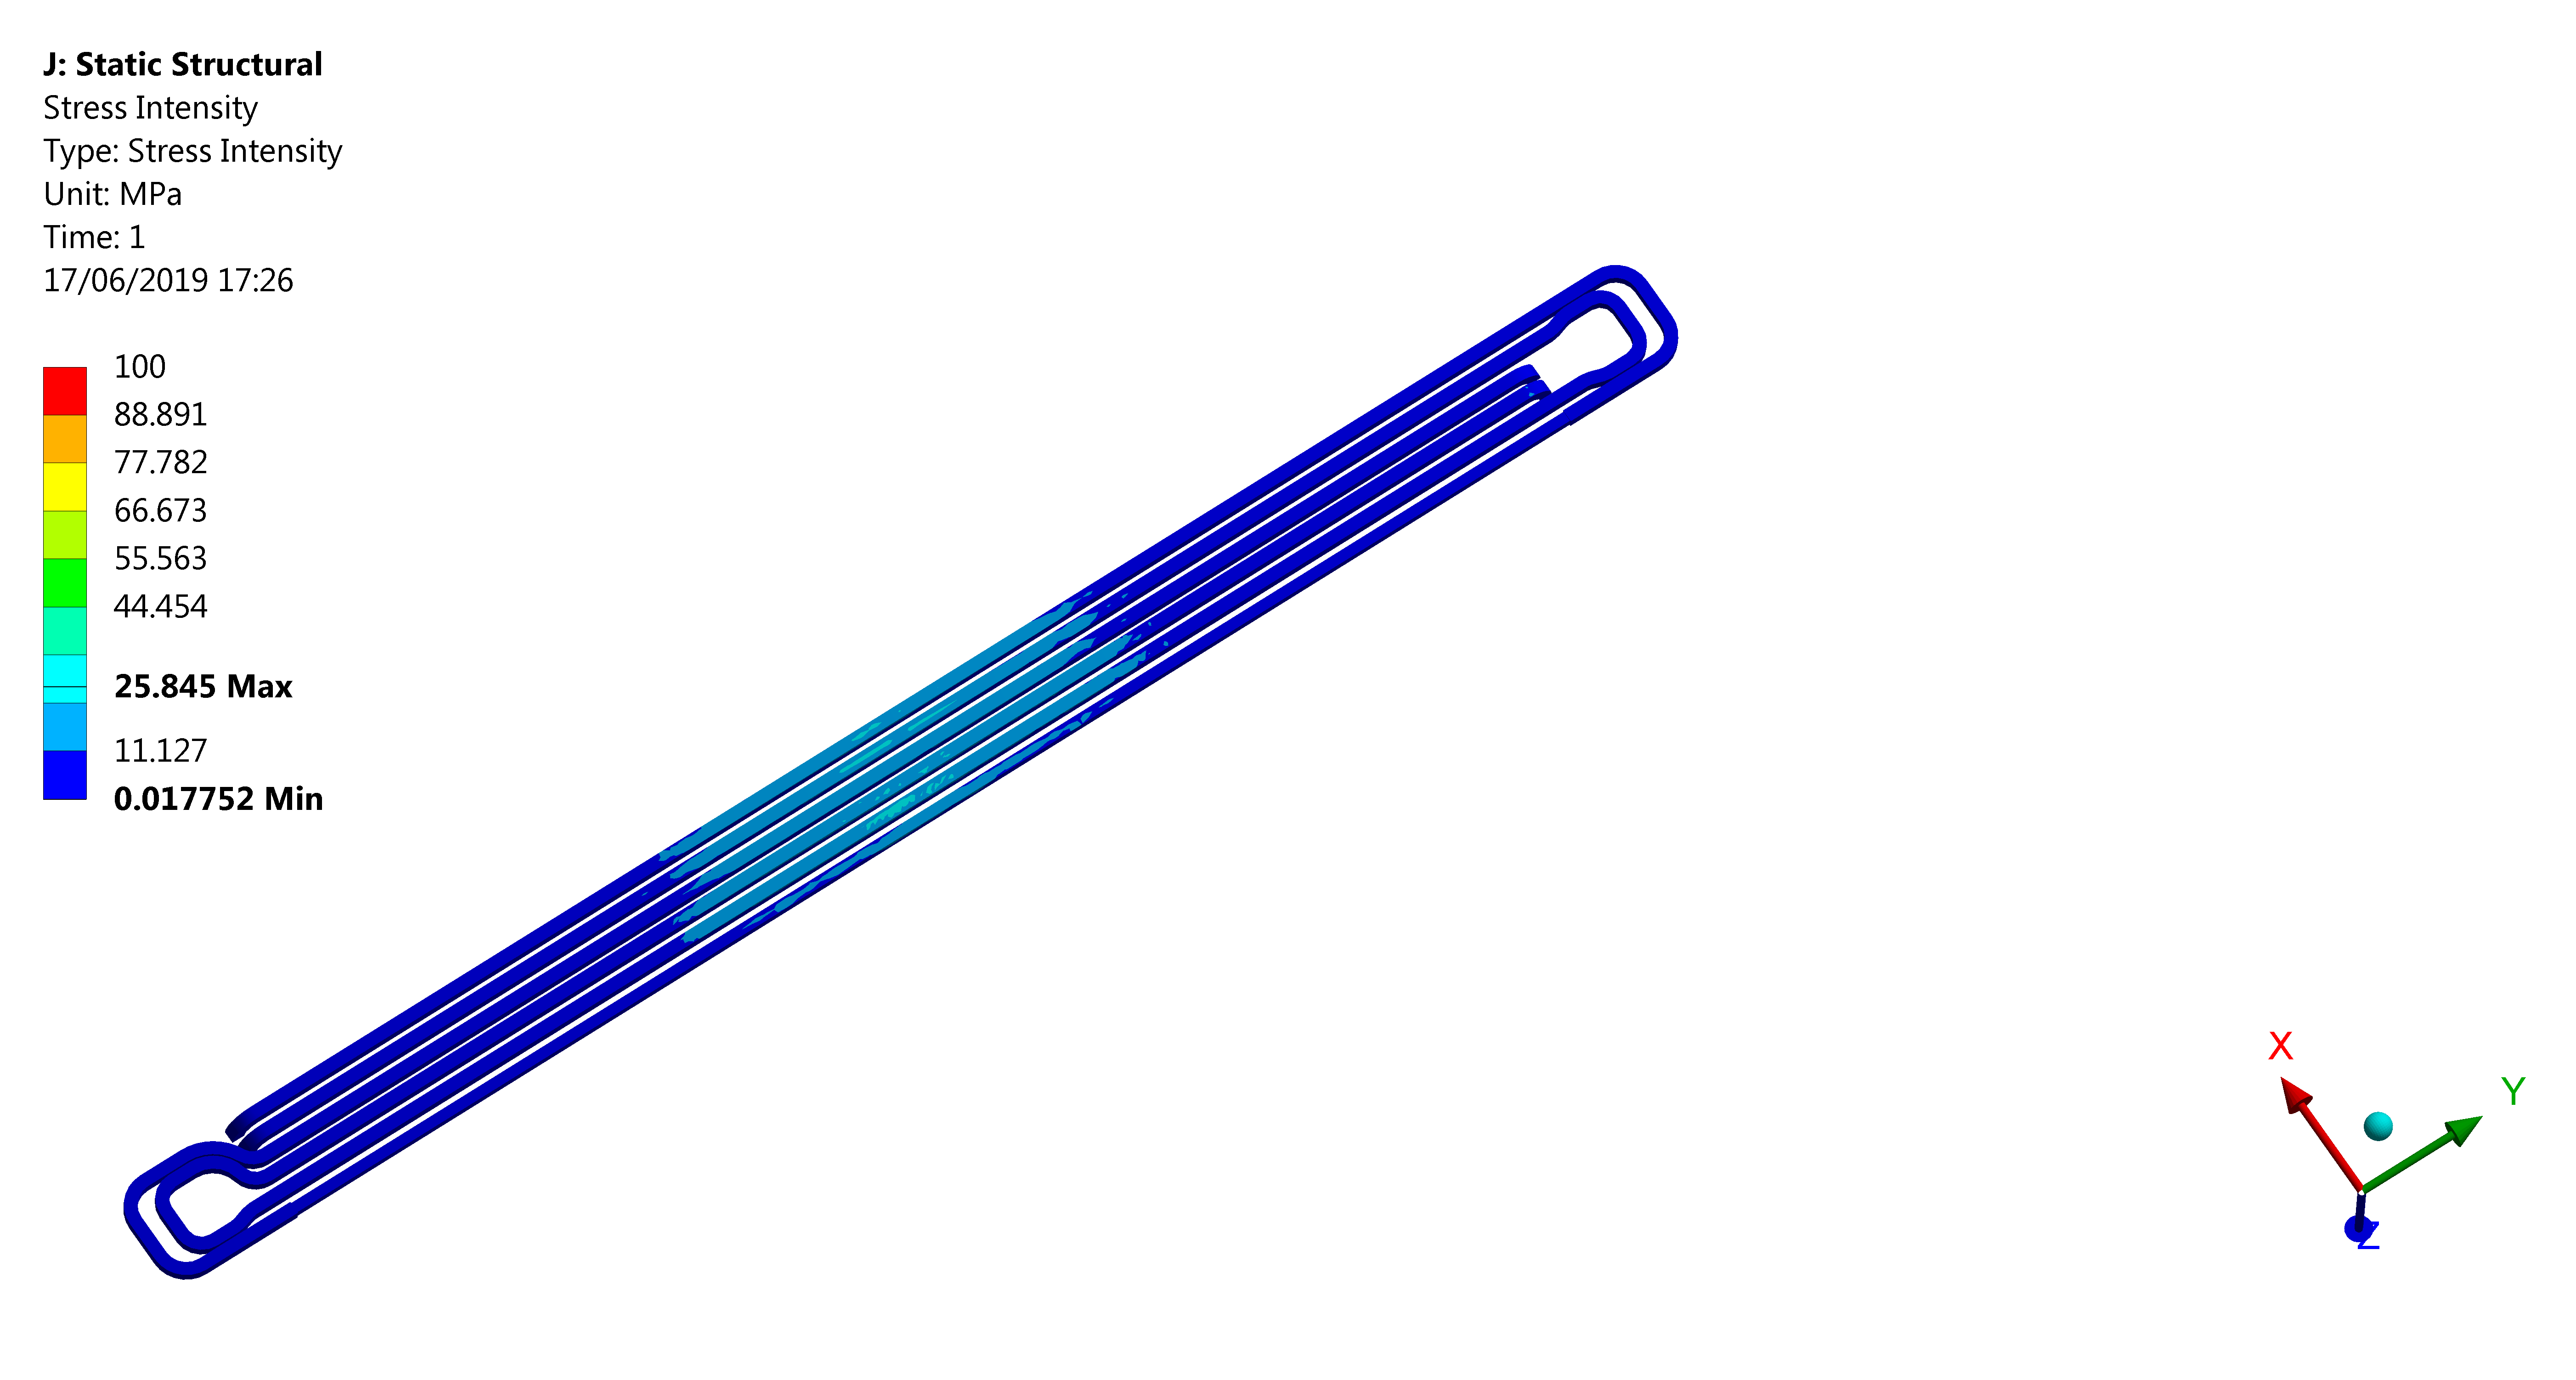 J: Static Structural
Stress Intensity
Type: Stress Intensity
Unit: MPa
Time: 1
17/06/2019 17:26
100
88.891
77.782
66.673
55.563
44.454
25.845 Max
11.127
0.017752 Min
X
Y
Z